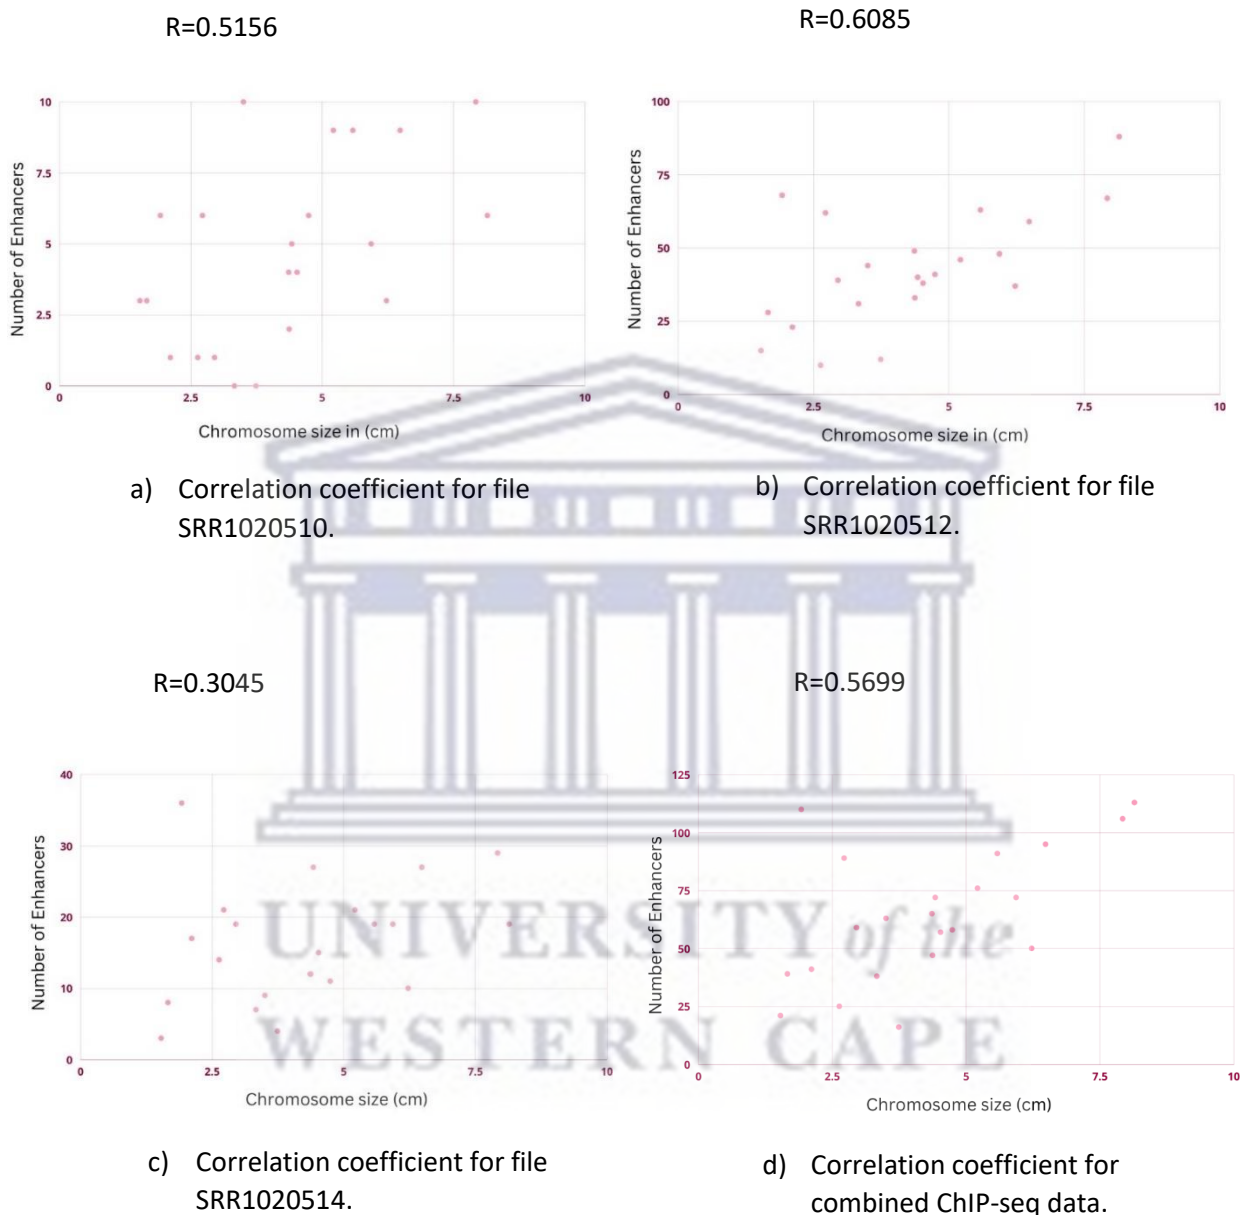 R=0.5156
R=0.6085
10
7.5
5
2.5
0
0
2.5
5
7.5
10
Number of Enhancers
Chromosome size in (cm)
100
75
50
25
0
0
2.5
5
7.5
10
Number of Enhancers
Chromosome size in (cm)
a) Correlation coefficient for file
SRR1020510.
b) Correlation coefficient for file
SRR1020512.
R=0.3045
R=0.5699
40
30
20
10
0
0
2.5
5
7.5
10
Number of Enhancers
Chromosome size (cm)
125
100
75
50
25
0
0
2.5
5
7.5
10
Number of Enhancers
Chromosome size (cm)
UNIVERSITY of the
WESTERN CAPE
c) Correlation coefficient for file
SRR1020514.
d) Correlation coefficient for
combined ChIP-seq data.